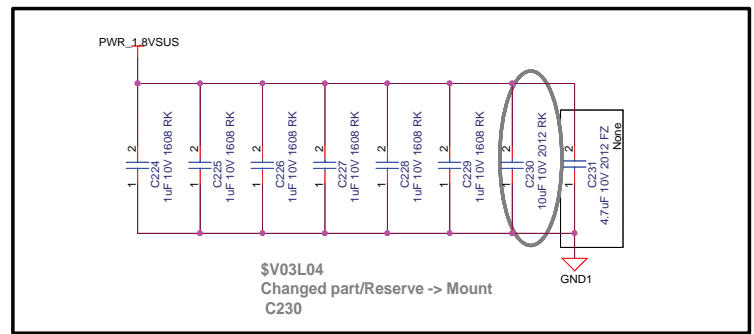 PWR_1.8VSUS
2
1
C224
1uF 10V 1608 RK
2
1
C225
1uF 10V 1608 RK
2
1
C226
1uF 10V 1608 RK
2
1
C227
1uF 10V 1608 RK
2
1
C228
1uF 10V 1608 RK
2
1
C229
1uF 10V 1608 RK
2
1
C230
10uF 10V 2012 RK
2
1
C231
4.7uF 10V 2012 FZ
None
GND1
$V03L04
Changed part/Reserve -> Mount
C230